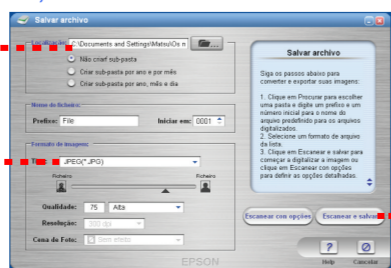 Salvar archivo
Localização: C:\Documents and Settings\Matsu\Os m
Não criarf sub-pasta
Criar sub-pasta por ano e por mês
Criar sub-pasta por ano, mês e dia
Nome do ficheiro:
Prefixo: File Iniciar em: 0001
Formato de imagem:
JPEG(*.JPG)
Ficheiro Ficheiro
Qualidade: 75 Alta
Resolução: 300 dpi
Cena da Foto: Sem efeito
Salvar archivo
Siga os passos abaixo para
converter e exportar suas imagens:
1. Clique em Procurar para escolher
uma pasta e digite um prefixo e um
número inicial para o nome do
arquivo predefinido para os arquivos
digitalizados.
2. Selecione um formato de arquivo
da lista.
3. Clique em Escanear e salvar para
começar a digitalizar a imagem ou
clique em Escanear com opções
para definir as opções detalhadas.
Escanear com opções Escanear e salvar
EPSON
Help Cancelar